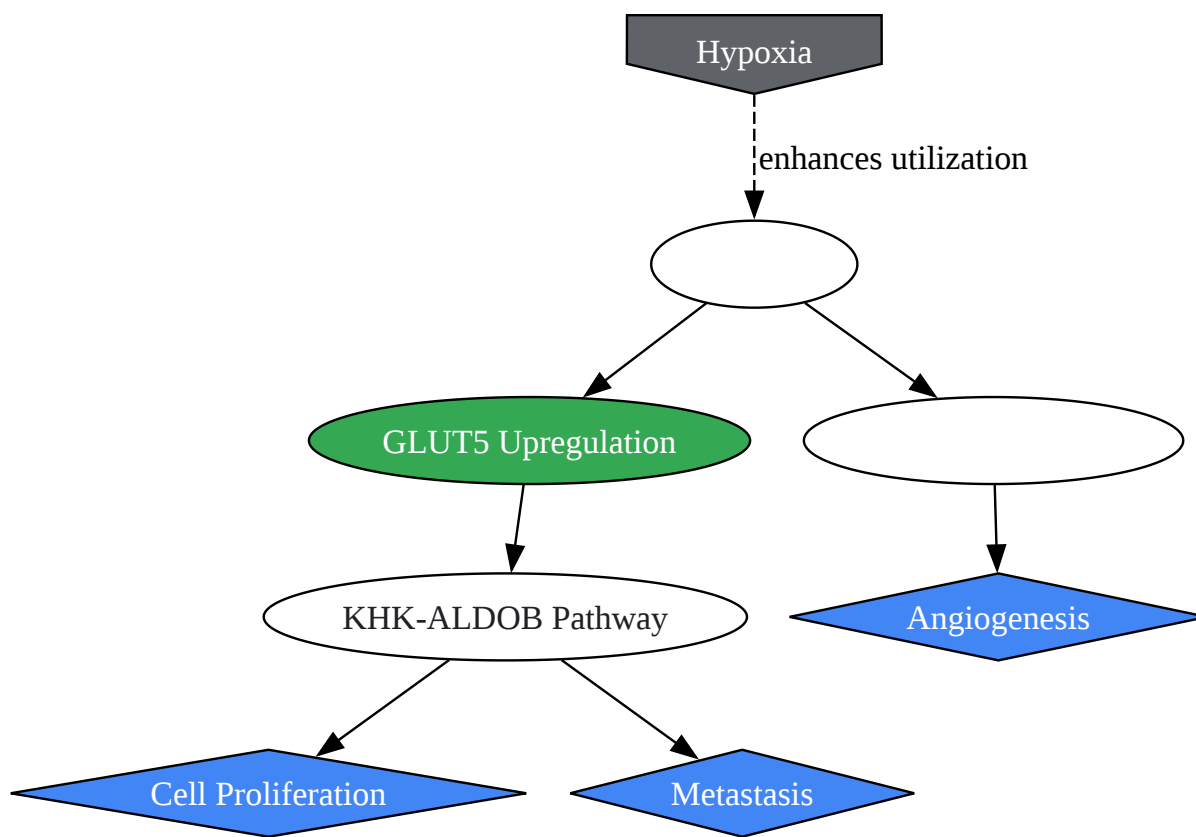 Hypoxia
enhances utilization
GLUT5 Upregulation
KHK-ALDOB Pathway
Angiogenesis
Cell Proliferation
Metastasis